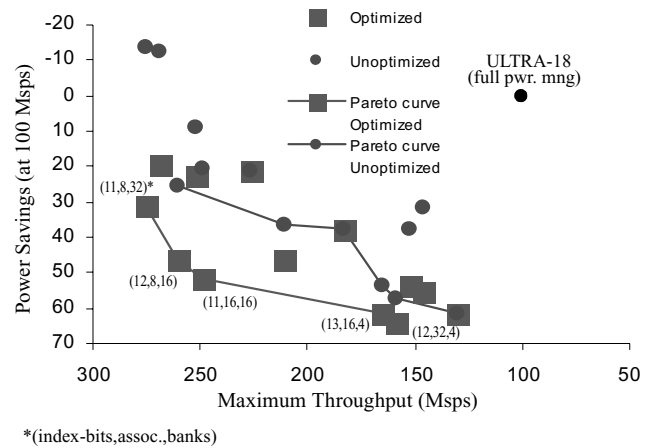 -20
-10
0
10
20
30
40
50
60
70
Power Savings (at 100 Msps)
Optimized
Unoptimized
Pareto curve
Optimized
Pareto curve
Unoptimized
ULTRA-18
(full pwr. mng)
(11,8,32)*
(12,8,16)
(11,16,16)
(13,16,4)
(12,32,4)
300
250
200
150
100
50
Maximum Throughput (Msps)
*(index-bits,assoc.,banks)